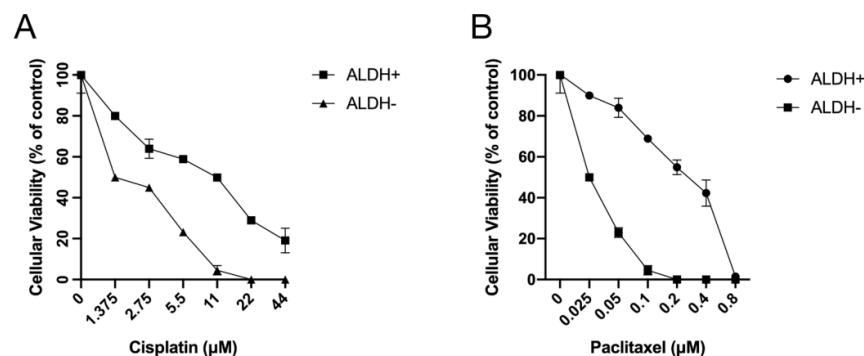 A
Cellular Viability (% of control)
100
80
60
40
20
0
0
1.375
2.75
5.5
11
22
44
Cisplatin (µM)
ALDH+
ALDH-
B
Cellular Viability (% of control)
100
80
60
40
20
0
0
0.025
0.05
0.1
0.2
0.4
0.8
Paclitaxel (µM)
ALDH+
ALDH-